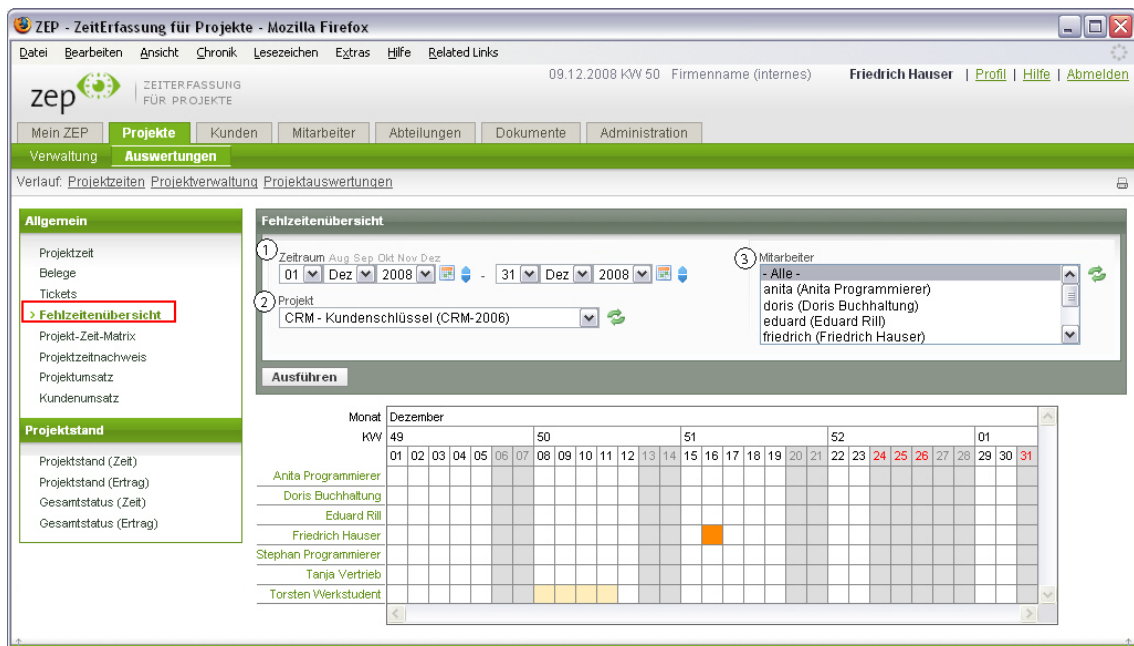 ZEP - ZeitErfassung für Projekte - Mozilla Firefox
Datei Bearbeiten Ansicht Chronik Lesezeichen Extras Hilfe Related Links
zep ZEITERFASSUNG FÜR PROJEKTE
09.12.2008 KW 50 Firmenname (internes) Friedrich Hauser | Profil | Hilfe | Abmelden
Mein ZEP Projekte Kunden Mitarbeiter Abteilungen Dokumente Administration
Verwaltung Auswertungen
Verlauf: Projektzeiten Projektverwaltung Projektauswertungen
Allgemein
Projektzeit
Belege
Tickets
> Fehlzeitenübersicht
Projekt-Zeit-Matrix
Projektzeitnachweis
Projektumsatz
Kundenumsatz
Projektstand
Projektstand (Zeit)
Projektstand (Ertrag)
Gesamtstatus (Zeit)
Gesamtstatus (Ertrag)
Fehlzeitenübersicht
1 Zeitraum Aug Sep Okt Nov Dez
01 Dez 2008 - 31 Dez 2008
2 Projekt
CRM - Kundenschlüssel (CRM-2006)
3 Mitarbeiter
- Alle -
anita (Anita Programmierer)
doris (Doris Buchhaltung)
eduard (Eduard Rill)
friedrich (Friedrich Hauser)
Ausführen
Monat Dezember
KW 49 50 51 52 01
01 02 03 04 05 06 07 08 09 10 11 12 13 14 15 16 17 18 19 20 21 22 23 24 25 26 27 28 29 30 31
Anita Programmierer
Doris Buchhaltung
Eduard Rill
Friedrich Hauser
Stephan Programmierer
Tanja Vertrieb
Torsten Werkstudent